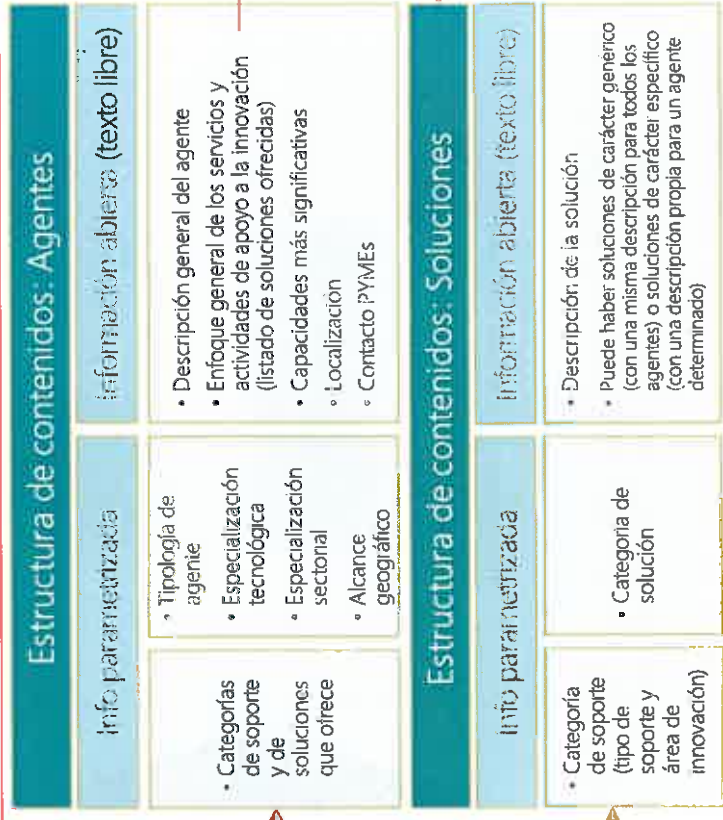 Estructura de contenidos: Agentes
Info parametrizada
Información abierta (texto libre)
• Categorías
de soporte
y de
soluciones
que ofrece
• Tipología de
agente
• Especialización
tecnológica
• Especialización
sectorial
• Alcance
geográfico
• Descripción general del agente
• Enfoque general de los servicios y
actividades de apoyo a la innovación
(listado de soluciones ofrecidas)
• Capacidades más significativas
• Localización
• Contacto PYMEs
Estructura de contenidos: Soluciones
Info parametrizada
Información abierta (texto libre)
• Categoría
de soporte
(tipo de
soporte y
área de
innovación)
• Categoria de
solución
• Descripción de la solución
• Puede haber soluciones de carácter genérico
(con una misma descripción para todos los
agentes) o soluciones de carácter específico
(con una descripción propia para un agente
determinado)